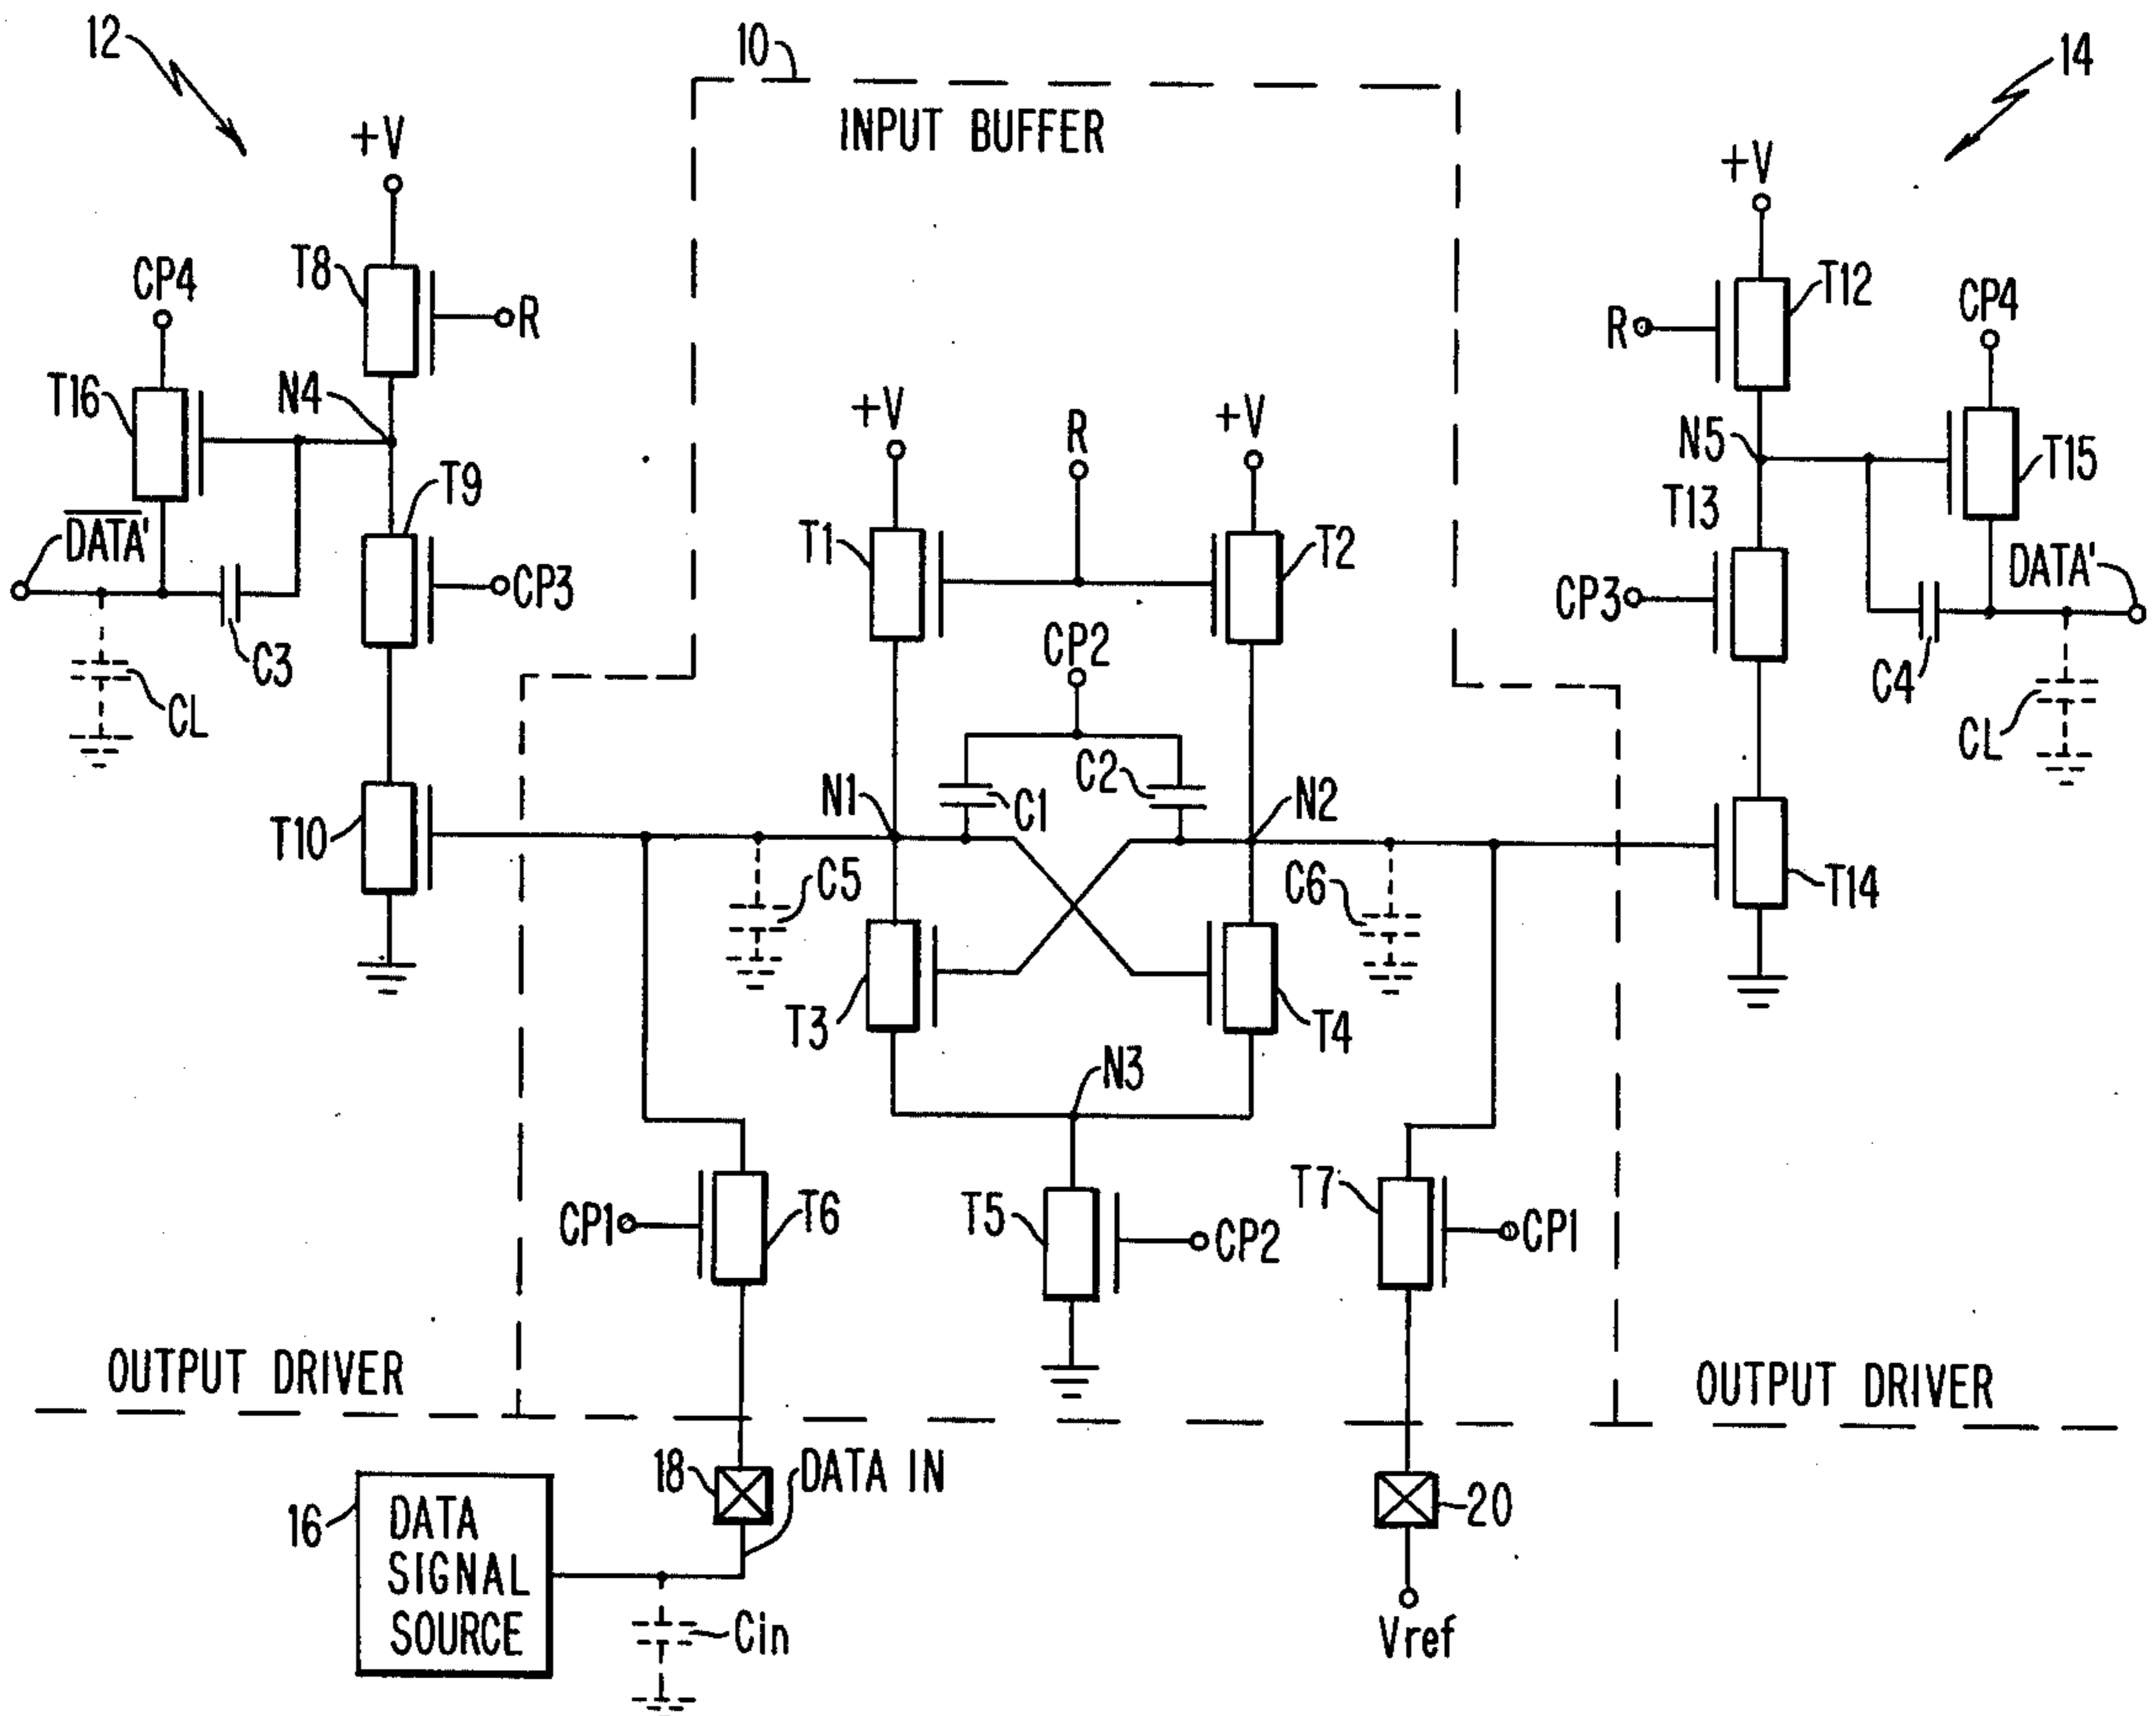 12
10
14
INPUT BUFFER
+V
+V
T8
R
CP4
T16
N4
T9
DATA'
CP3
C3
CL
T10
+V
R
+V
T1
T2
CP2
C1
C2
N1
N2
C5
C6
T3
T4
N3
T12
R
CP4
N5
T15
T13
CP3
DATA'
C4
CL
T14
CP1
T6
T5
CP2
T7
CP1
OUTPUT DRIVER
OUTPUT DRIVER
18
DATA IN
16
DATA
SIGNAL
SOURCE
Cin
20
Vref